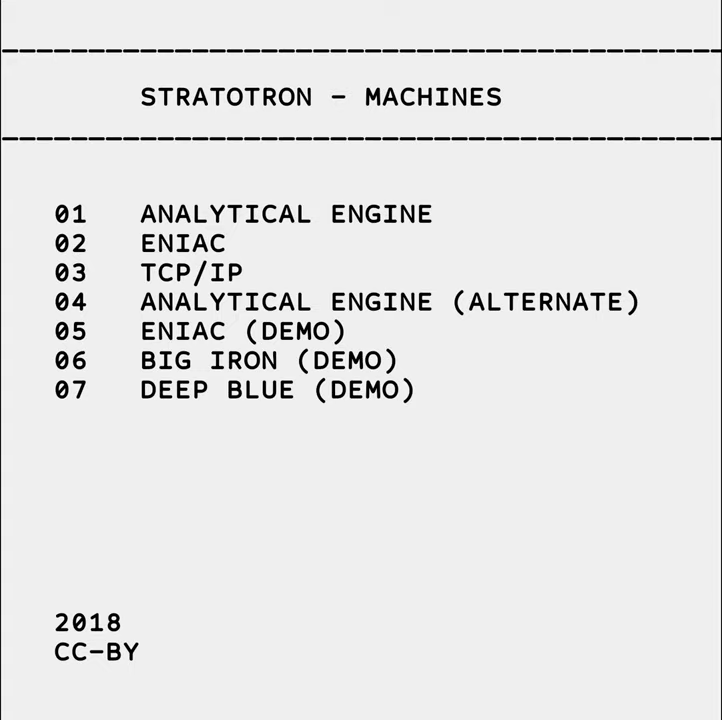 STRATOTRON - MACHINES
01 ANALYTICAL ENGINE
02 ENIAC
03 TCP/IP
04 ANALYTICAL ENGINE (ALTERNATE)
05 ENIAC (DEMO)
06 BIG IRON (DEMO)
07 DEEP BLUE (DEMO)
2018
CC-BY